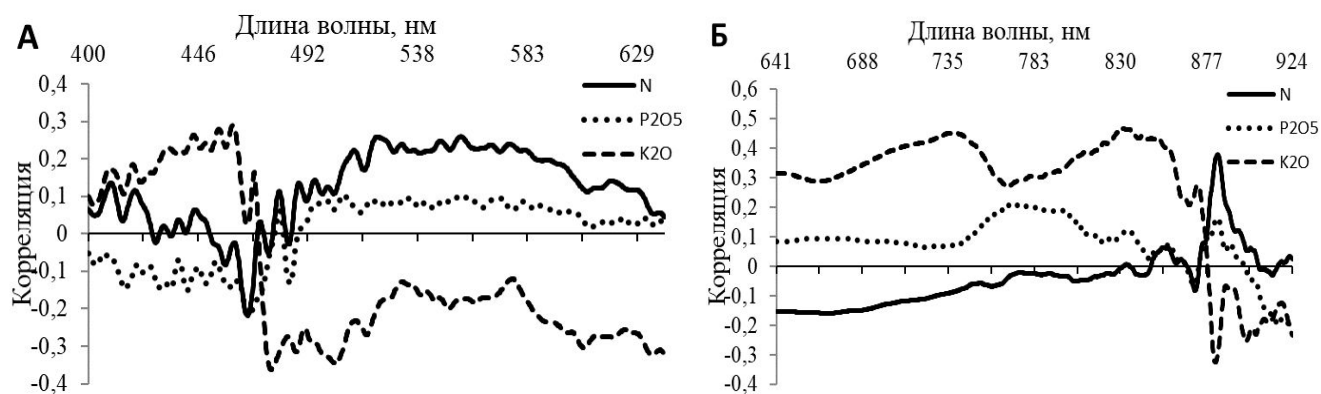 А
Длина волны, нм
400 446 492 538 583 629
0,4
0,3
0,2
0,1
0
-0,1
-0,2
-0,3
-0,4
Корреляция
N
P2O5
K2O
Б
Длина волны, нм
641 688 735 783 830 877 924
0,6
0,5
0,4
0,3
0,2
0,1
0
-0,1
-0,2
-0,3
-0,4
Корреляция
N
P2O5
K2O